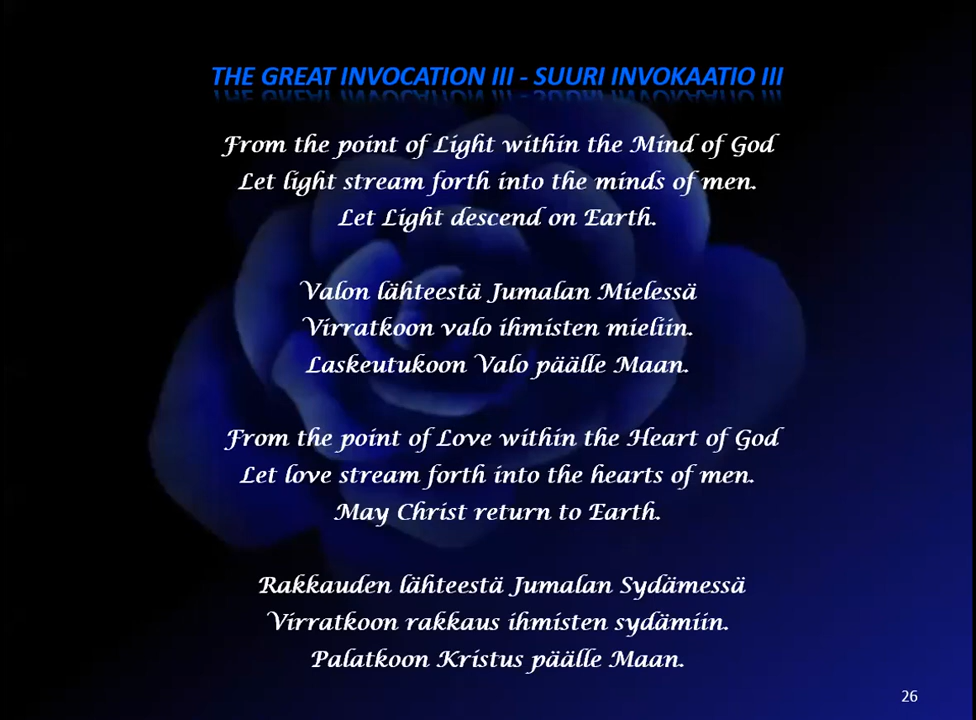 THE GREAT INVOCATION III - SUURI INVOKAATIO III
From the point of Light within the Mind of God
Let light stream forth into the minds of men.
Let Light descend on Earth.
Valon lähteestä Jumalan Mielessä
Virratkoon valo ihmisten mieliin.
Laskeutukoon Valo päälle Maan.
From the point of Love within the Heart of God
Let love stream forth into the hearts of men.
May Christ return to Earth.
Rakkauden lähteestä Jumalan Sydämessä
Virratkoon rakkaus ihmisten sydämiin.
Palatkoon Kristus päälle Maan.
26